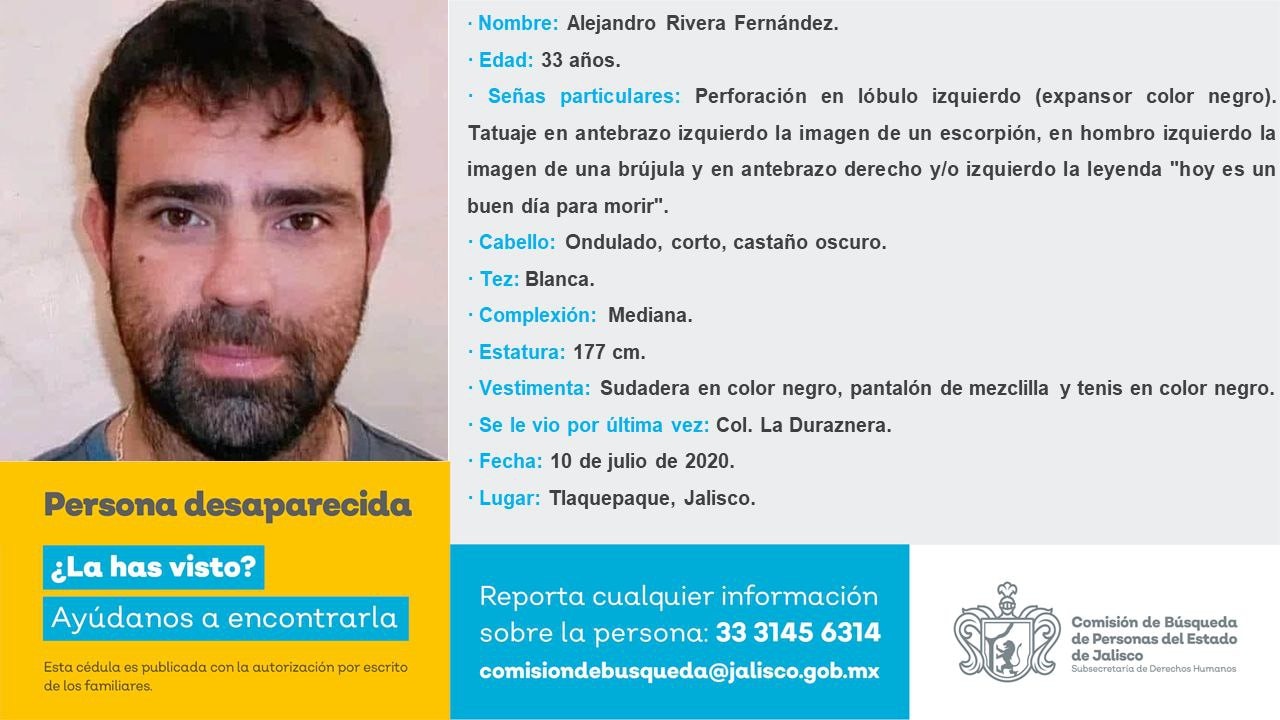 · Nombre: Alejandro Rivera Fernández.
· Edad: 33 años.
· Señas particulares: Perforación en lóbulo izquierdo (expansor color negro).
Tatuaje en antebrazo izquierdo la imagen de un escorpión, en hombro izquierdo la
imagen de una brújula y en antebrazo derecho y/o izquierdo la leyenda "hoy es un
buen día para morir".
· Cabello: Ondulado, corto, castaño oscuro.
· Tez: Blanca.
· Complexión: Mediana.
· Estatura: 177 cm.
· Vestimenta: Sudadera en color negro, pantalón de mezclilla y tenis en color negro.
· Se le vio por última vez: Col. La Duraznera.
· Fecha: 10 de julio de 2020.
· Lugar: Tlaquepaque, Jalisco.
Persona desaparecida
¿La has visto?
Ayúdanos a encontrarla
Esta cédula es publicada con la autorización por escrito
de los familiares.
Reporta cualquier información
sobre la persona: 33 3145 6314
comisiondebusqueda@jalisco.gob.mx
Comisión de Búsqueda
de Personas del Estado
de Jalisco
Subsecretaría de Derechos Humanos